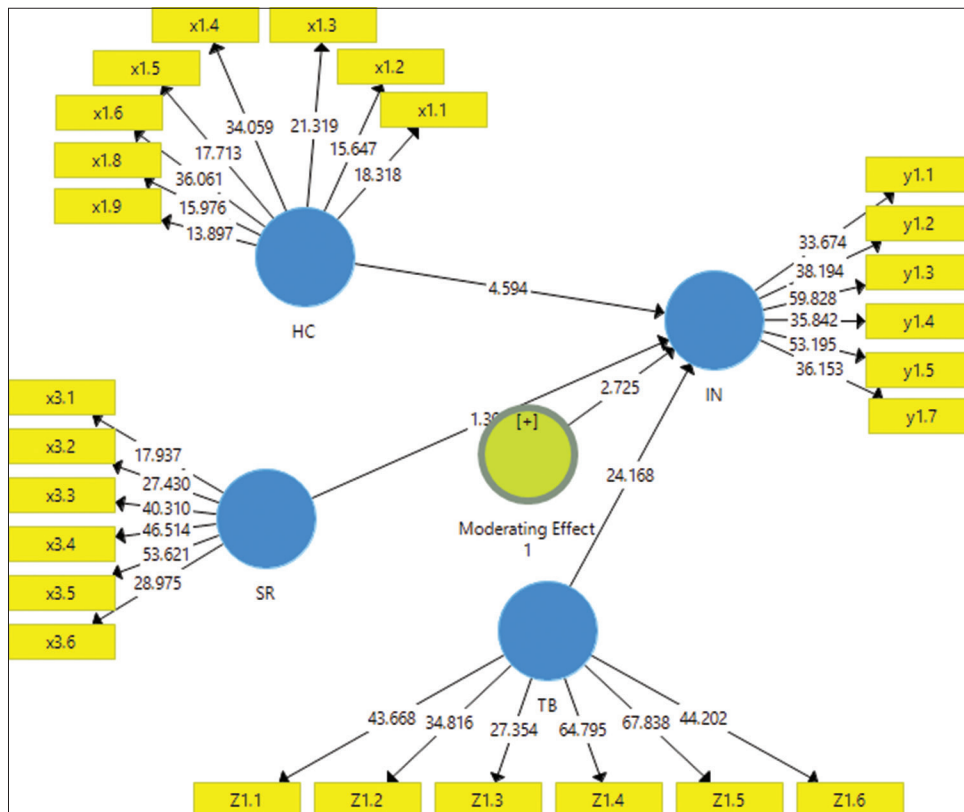 x1.4
x1.3
x1.5
x1.2
x1.6
x1.1
x1.8
x1.9
34.059
21.319
15.647
17.713
18.318
36.061
15.976
13.897
HC
4.594
y1.1
y1.2
y1.3
y1.4
y1.5
y1.7
33.674
38.194
59.828
35.842
53.195
36.153
IN
x3.1
x3.2
x3.3
x3.4
x3.5
x3.6
17.937
27.430
40.310
46.514
53.621
28.975
SR
[+]
2.725
Moderating Effect
1
24.168
TB
43.668
34.816
27.354
64.795
67.838
44.202
Z1.1
Z1.2
Z1.3
Z1.4
Z1.5
Z1.6